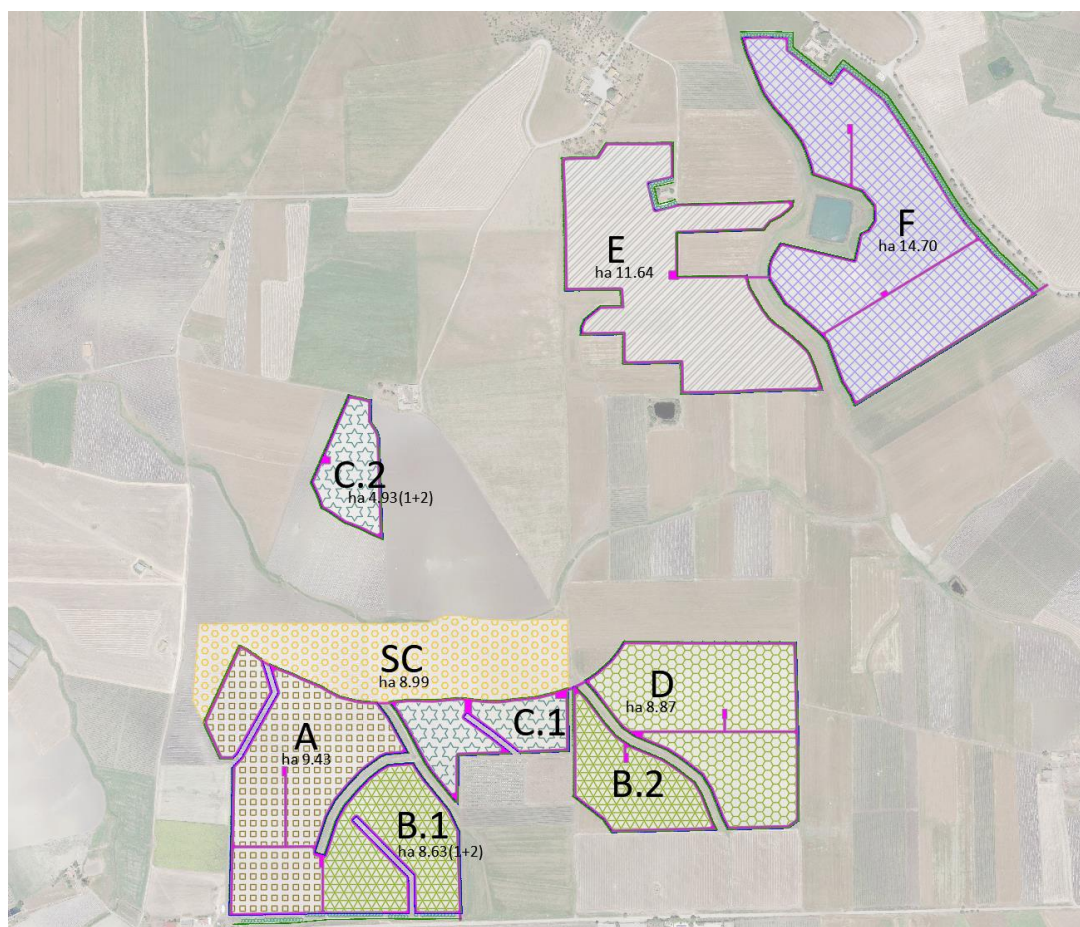 F
ha 14.70
E
ha 11.64
C.2
ha 4.93(1+2)
SC
ha 8.99
D
ha 8.87
C.1
A
ha 9.43
B.2
B.1
ha 8.63(1+2)